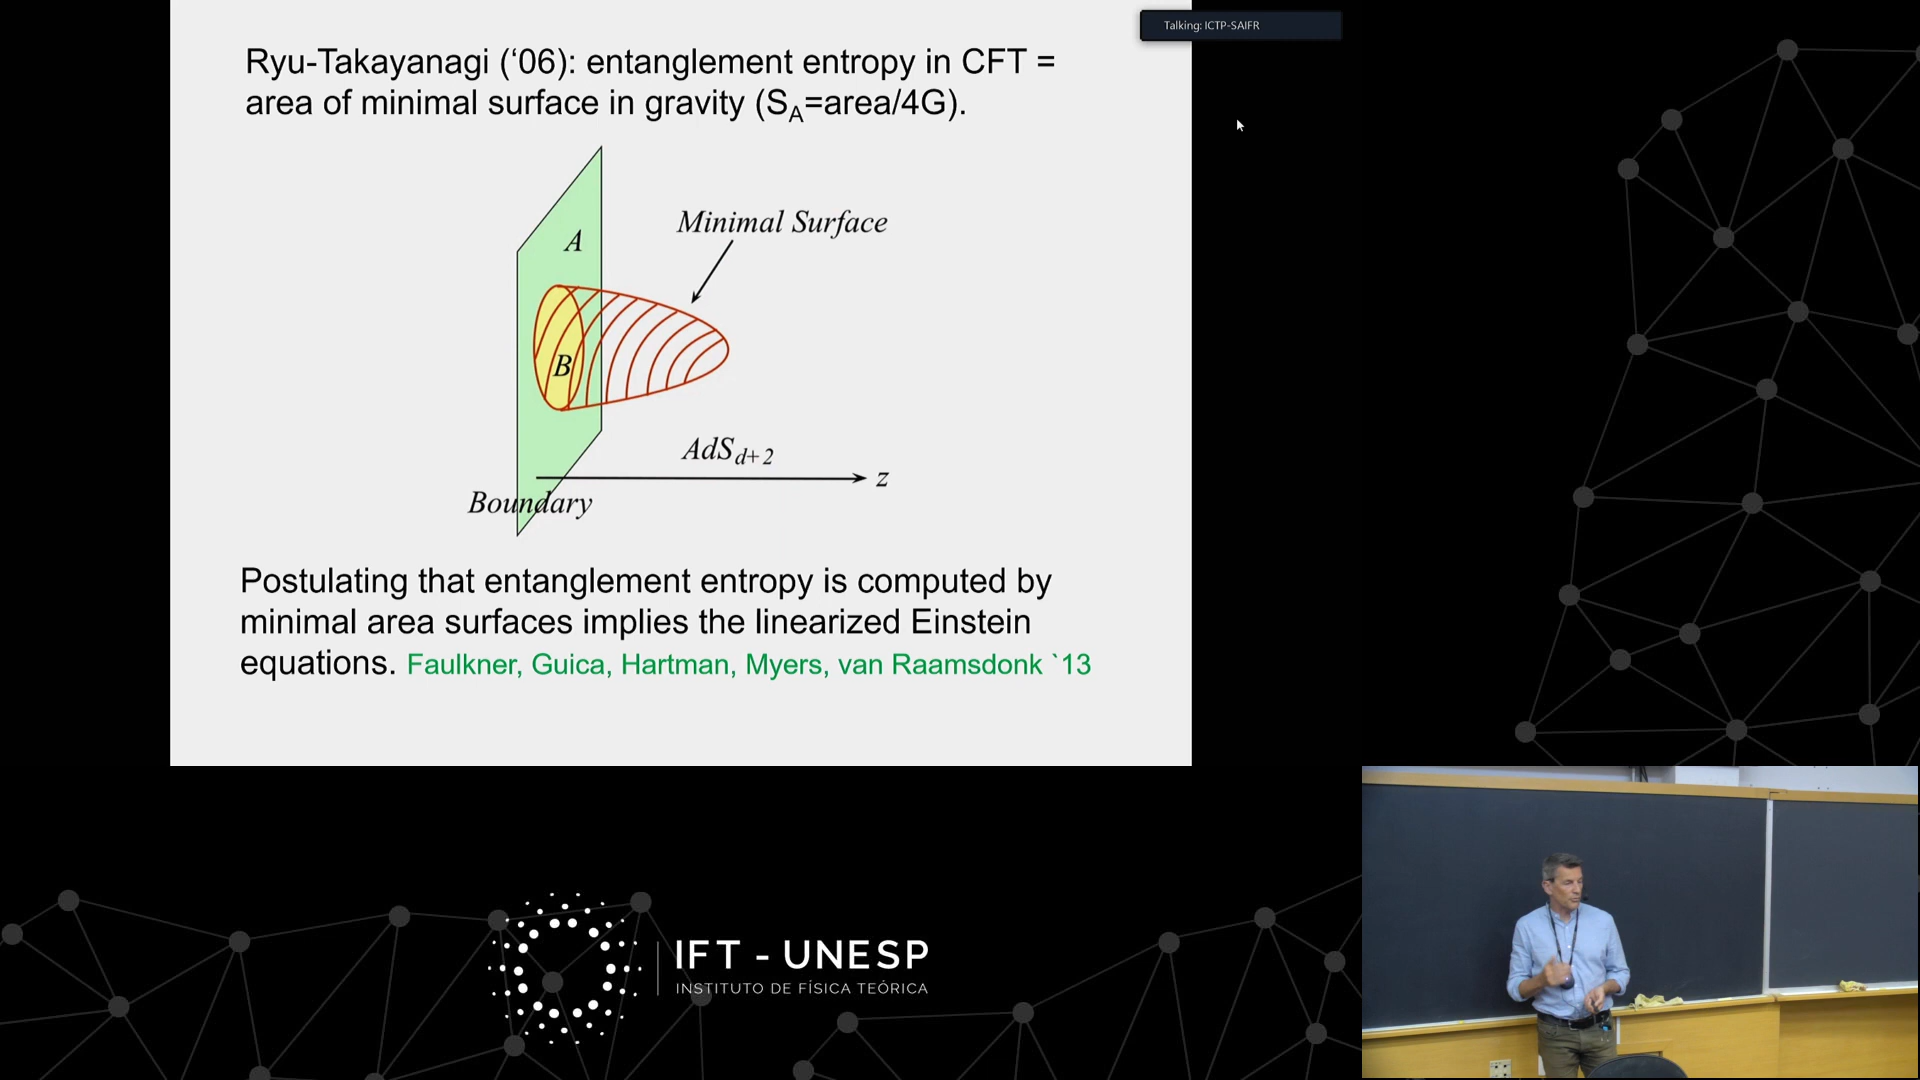 Talking: ICTP-SAIFR
Ryu-Takayanagi (‘06): entanglement entropy in CFT =
area of minimal surface in gravity (S_A=area/4G).
Minimal Surface
A
B
AdS_{d+2}
z
Boundary
Postulating that entanglement entropy is computed by
minimal area surfaces implies the linearized Einstein
equations. Faulkner, Guica, Hartman, Myers, van Raamsdonk `13
IFT - UNESP
INSTITUTO DE FÍSICA TEÓRICA